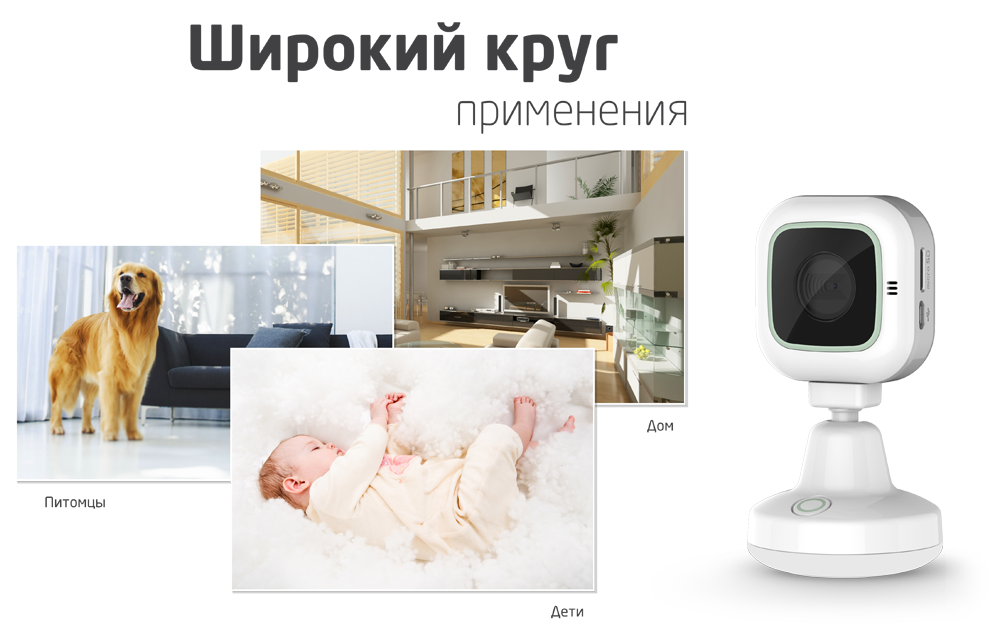 Широкий круг
применения
Дом
Питомцы
Дети